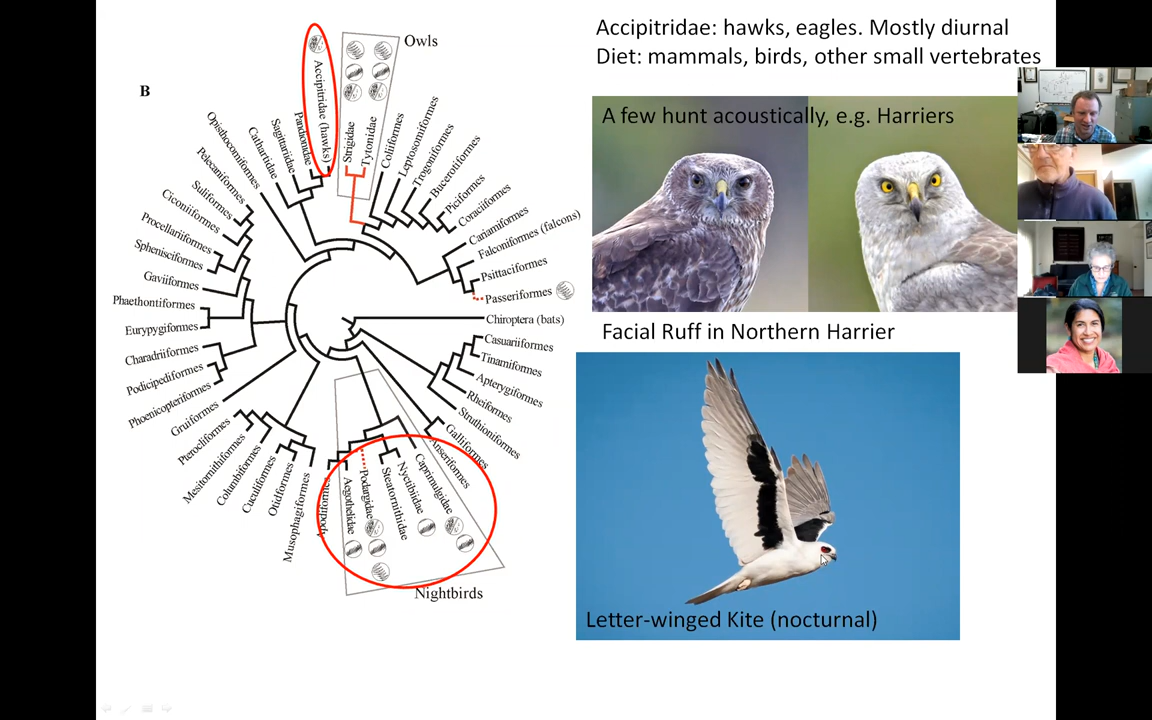 Accipitridae: hawks, eagles. Mostly diurnal
Diet: mammals, birds, other small vertebrates
A few hunt acoustically, e.g. Harriers
Facial Ruff in Northern Harrier
Letter-winged Kite (nocturnal)
B
Owls
Accipitridae (hawks)
Strigidae
Tytonidae
Coliiformes
Leptosomiformes
Trogoniformes
Bucerotiformes
Piciformes
Coraciiformes
Cariamiformes
Falconiformes (falcons)
Psittaciformes
Passeriformes
Chiroptera (bats)
Casuariiformes
Tinamiformes
Apterygiformes
Rheiformes
Struthioniformes
Galliformes
Anseriformes
Caprimulgidae
Nyctibiidae
Steatornithidae
Podargidae
Aegothelidae
Nightbirds
Musophagiformes
Otidiformes
Cuculiformes
Columbiformes
Mesitornithiformes
Pterocliformes
Gruiformes
Phoenicopteriformes
Podicipediformes
Charadriiformes
Eurypygiformes
Phaethontiformes
Gaviiformes
Sphenisciformes
Procellariiformes
Ciconiiformes
Suliformes
Pelecaniformes
Opisthocomiformes
Cathartidae
Sagittariidae
Pandionidae